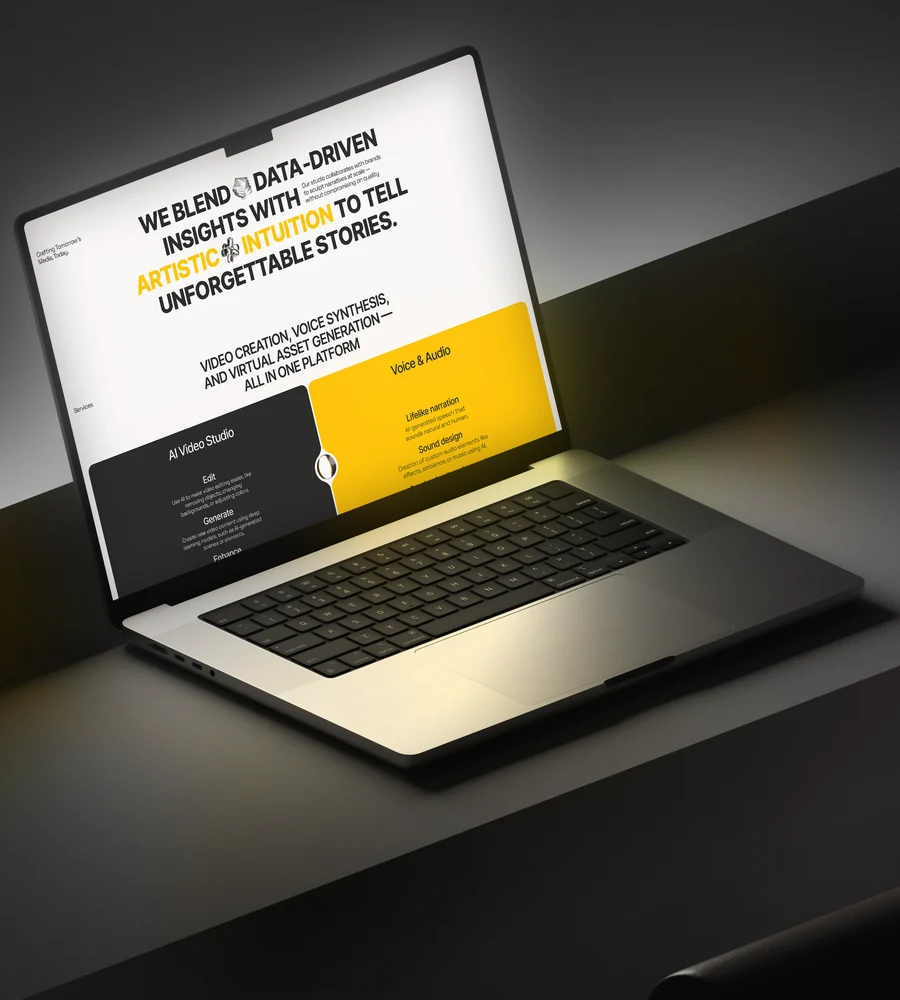 WE BLEND DATA-DRIVEN
Our studio collaborates with brands
to sculpt narratives at scale—
without compromising on quality
INSIGHTS WITH
ARTISTIC INTUITION TO TELL
UNFORGETTABLE STORIES.
Drafting Tomorrow's
Media, Today.
VIDEO CREATION, VOICE SYNTHESIS,
AND VIRTUAL ASSET GENERATION—
ALL IN ONE PLATFORM
Services
AI Video Studio
Edit
Use AI to make video editing easier, like
removing objects, changing
backgrounds, or adjusting colors.
Generate
Create new video content using deep
learning models, such as AI-generated
scenes or elements.
Enhance
Voice & Audio
Lifelike narration
AI-generated speech that
sounds natural and human.
Sound design
Creation of custom audio elements like
effects, ambience, or music using AI.
Q W E R T Y U I O P
A S D F G H J K L
Z X C V B N M